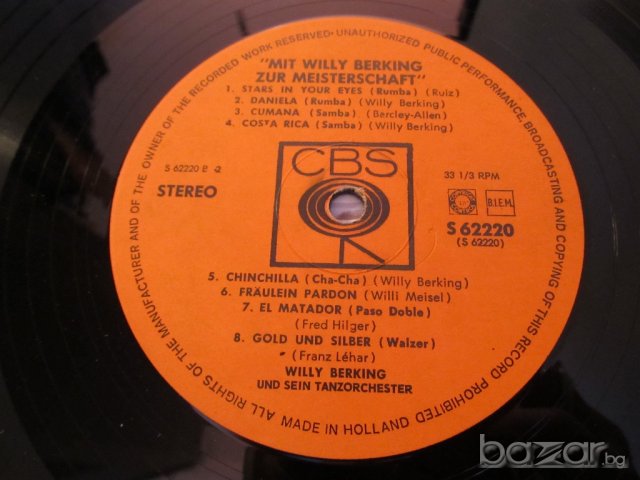 ALL RIGHTS OF THE MANUFACTURER AND OF THE OWNER OF THE RECORDED WORK RESERVED·UNAUTHORIZED PUBLIC PERFORMANCE, BROADCASTING AND COPYING OF THIS RECORD PROHIBITED
"MIT WILLY BERKING
ZUR MEISTERSCHAFT"
1. STARS IN YOUR EYES (Rumba) (Ruiz)
2. DANIELA (Rumba) (Willy Berking)
3. CUMANA (Samba) (Bercley-Allen)
4. COSTA RICA (Samba) (Willy Berking)
CBS
S 62220 B -2
STEREO
33 1/3 RPM
B.I.E.M.
S 62220
(S 62220)
5. CHINCHILLA (Cha-Cha) (Willy Berking)
6. FRÄULEIN PARDON (Willi Meisel)
7. EL MATADOR (Paso Doble)
(Fred Hilger)
8. GOLD UND SILBER (Walzer)
(Franz Léhar)
WILLY BERKING
UND SEIN TANZORCHESTER
MADE IN HOLLAND
bazar.bg